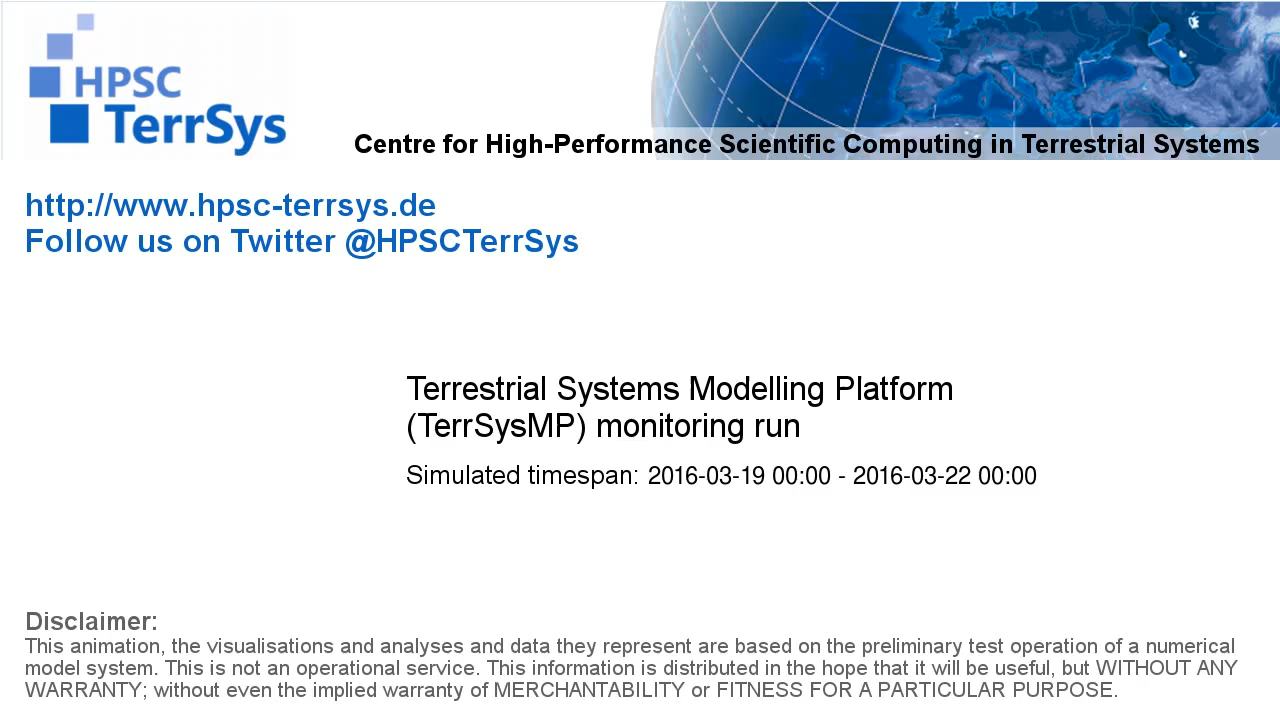 HPSC
TerrSys
Centre for High-Performance Scientific Computing in Terrestrial Systems
http://www.hpsc-terrsys.de
Follow us on Twitter @HPSCTerrSys
Terrestrial Systems Modelling Platform
(TerrSysMP) monitoring run
Simulated timespan: 2016-03-19 00:00 - 2016-03-22 00:00
Disclaimer:
This animation, the visualisations and analyses and data they represent are based on the preliminary test operation of a numerical
model system. This is not an operational service. This information is distributed in the hope that it will be useful, but WITHOUT ANY
WARRANTY; without even the implied warranty of MERCHANTABILITY or FITNESS FOR A PARTICULAR PURPOSE.